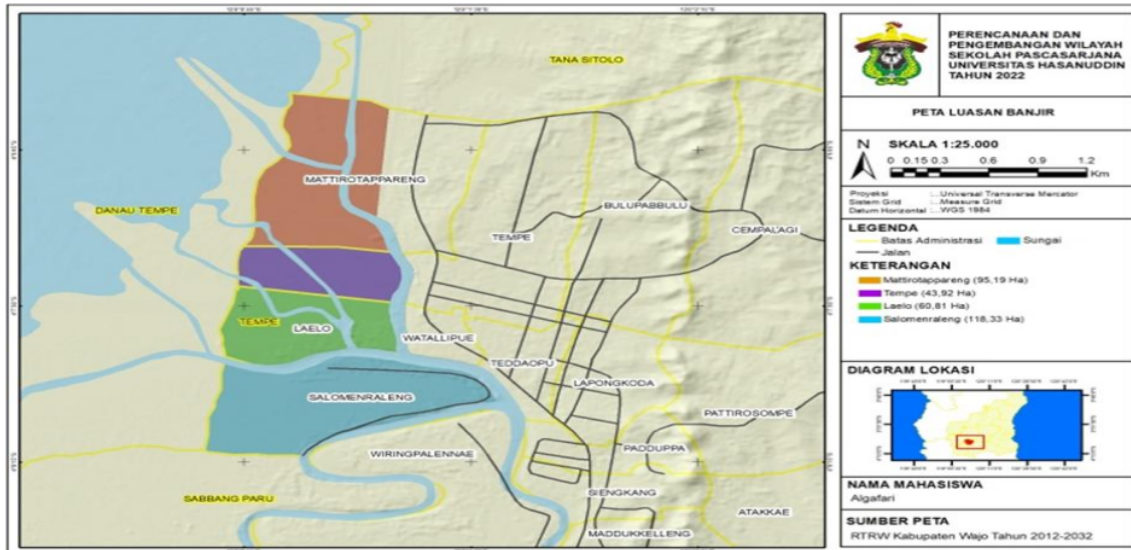 TANA SITOLO
MATTIROTAPPARENG
DANAU TEMPE
BULUPABBULU
TEMPE
CEMPALAGI
TEMPE
LAELO
WATALLIPUE
TEDDAOPU
LAPONGKODA
SALOMENRALENG
PATTIROSOMPE
WIRINGPALENNAE
PADDUPPA
SABBANG PARU
SIENGKANG
ATAKKAE
MADDUKKELLENG
PERENCANAAN DAN
PENGEMBANGAN WILAYAH
SEKOLAH PASCASARJANA
UNIVERSITAS HASANUDDIN
TAHUN 2022
PETA LUASAN BANJIR
N
SKALA 1:25.000
0 0.15 0.3 0.6 0.9 1.2
Km
Proyeksi : Universal Transverse Mercator
Sistem Grid : Measure Grid
Datum Horizontal : WGS 1984
LEGENDA
Batas Administrasi Sungai
Jalan
KETERANGAN
Mattirotappareng (95,19 Ha)
Tempe (43,92 Ha)
Laelo (60,81 Ha)
Salomenraleng (118,33 Ha)
DIAGRAM LOKASI
NAMA MAHASISWA
Algafari
SUMBER PETA
RTRW Kabupaten Wajo Tahun 2012-2032